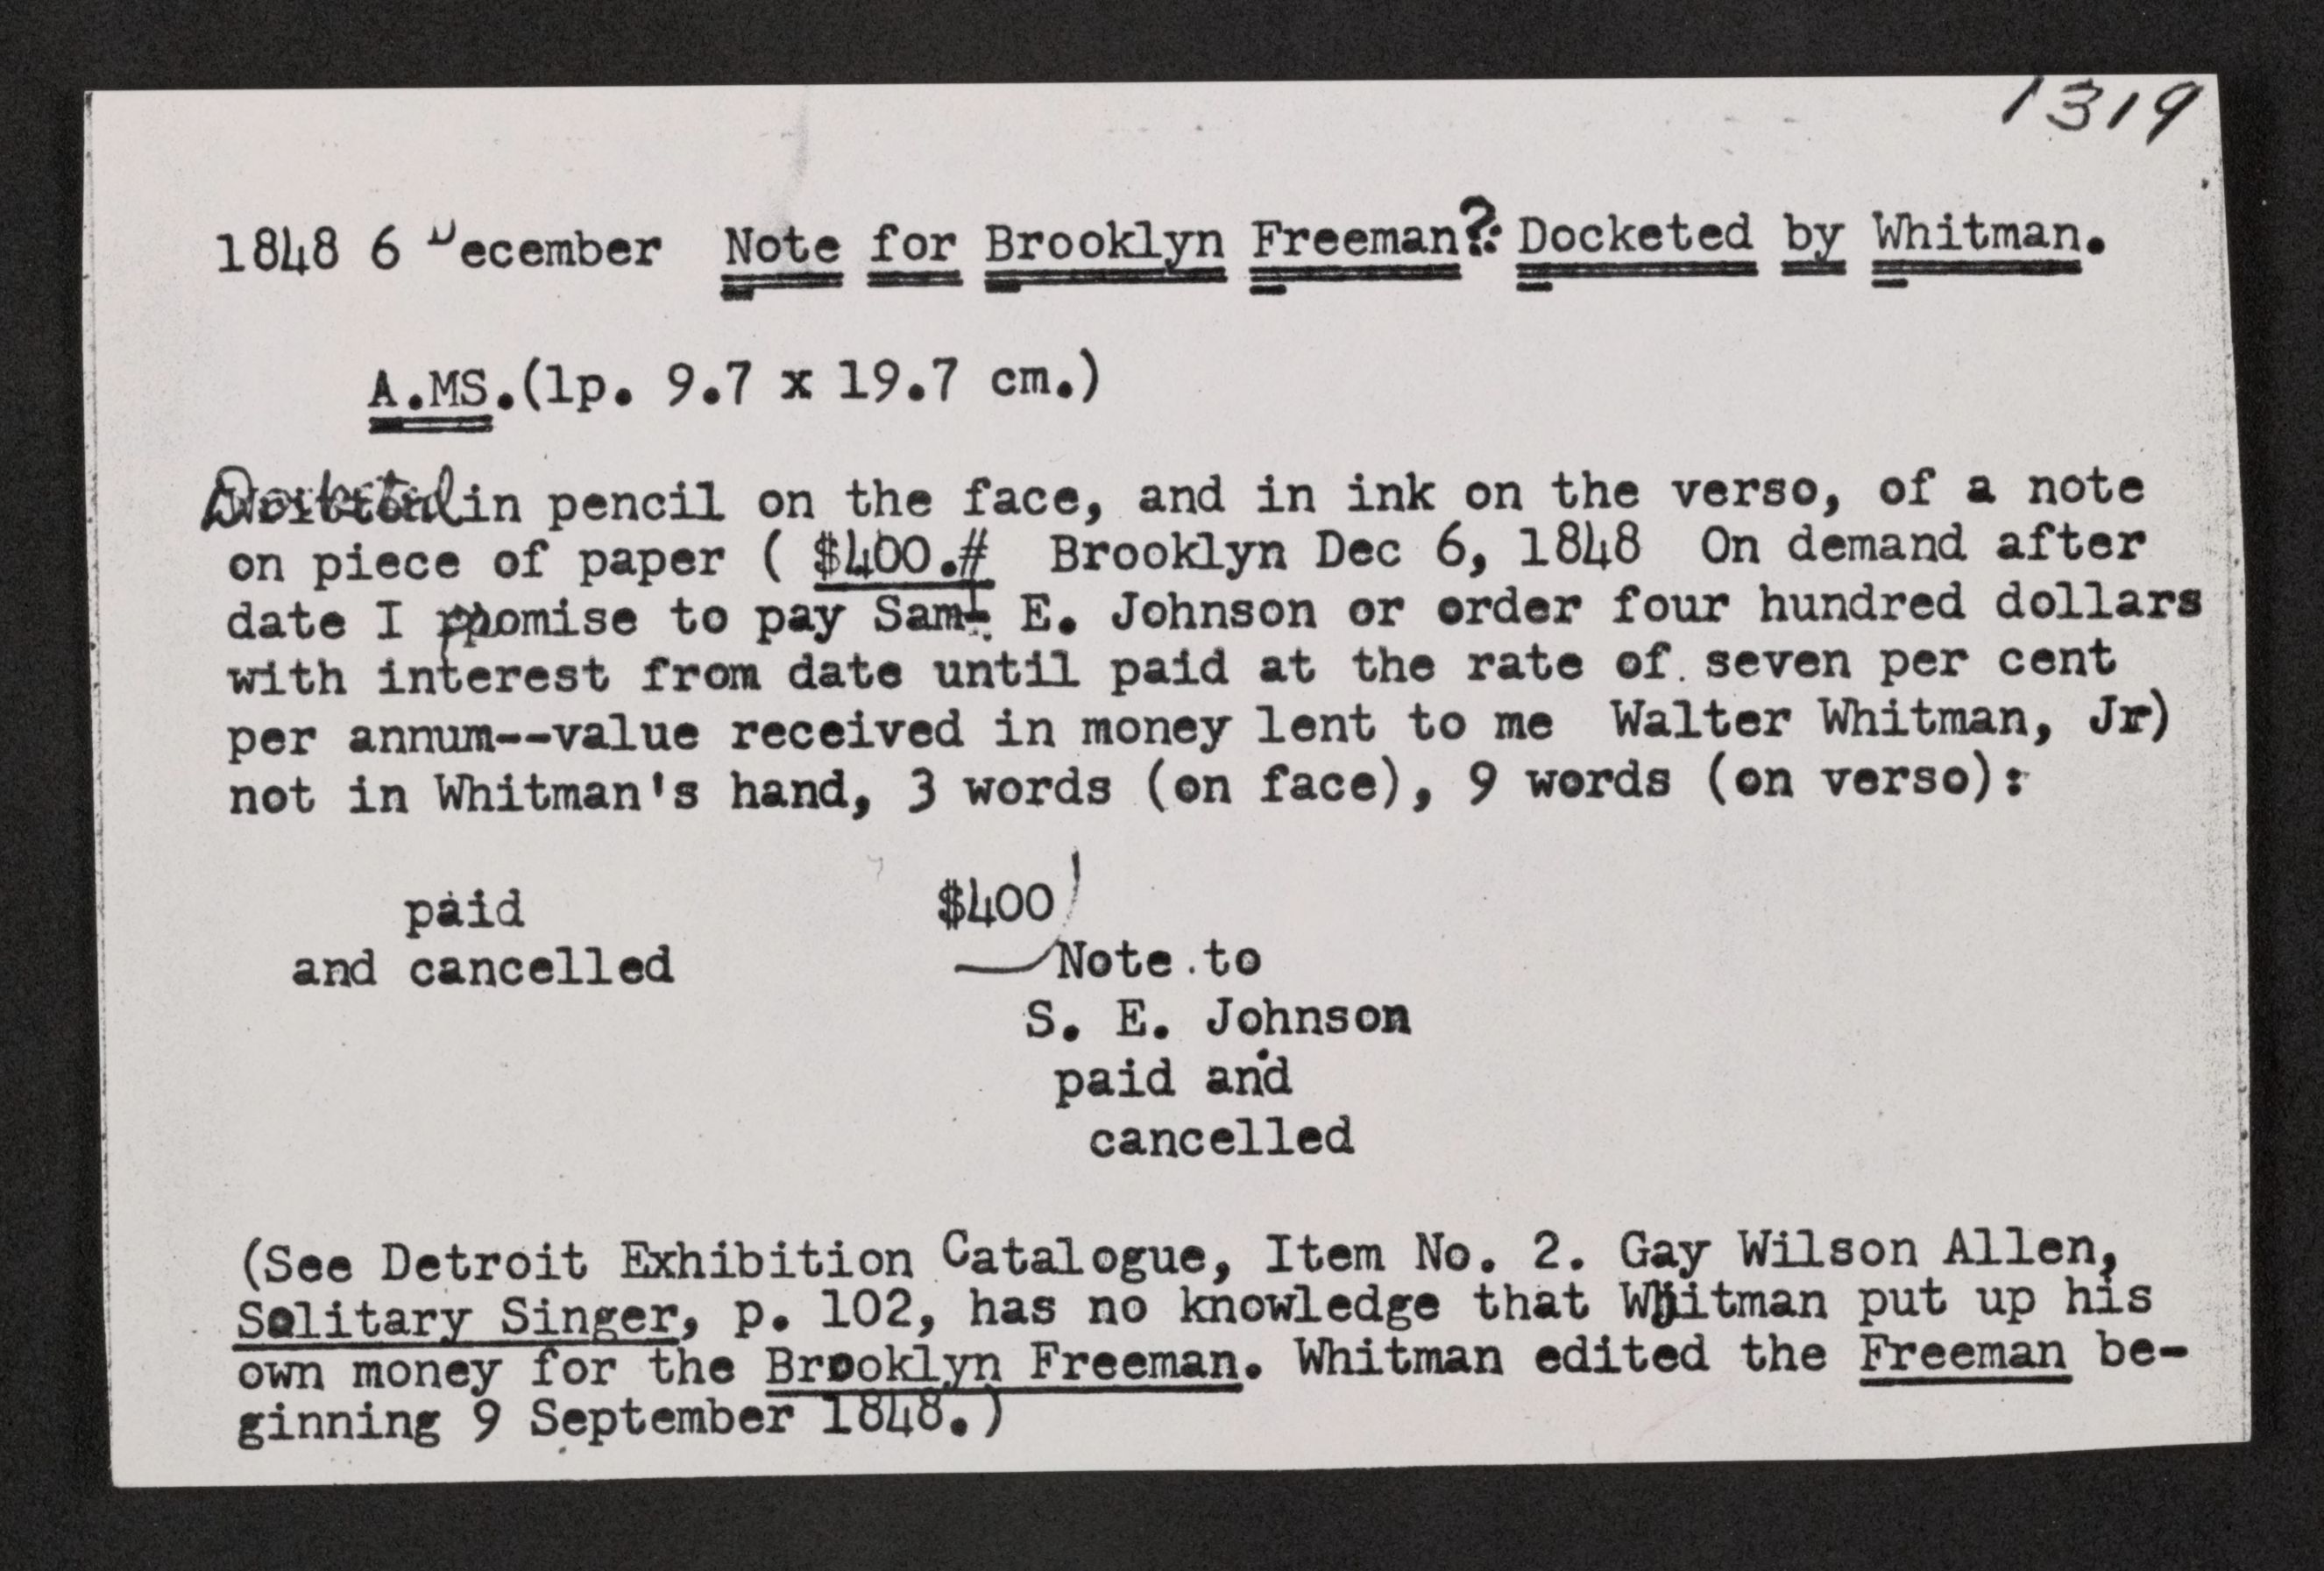 1319
1848 6 December Note for Brooklyn Freeman? Docketed by Whitman.
A.MS.(1p. 9.7 x 19.7 cm.)
Docketed in pencil on the face, and in ink on the verso, of a note
on piece of paper ( $400.# Brooklyn Dec 6, 1848 On demand after
date I promise to pay Saml. E. Johnson or order four hundred dollars
with interest from date until paid at the rate of seven per cent
per annum--value received in money lent to me Walter Whitman, Jr)
not in Whitman's hand, 3 words (on face), 9 words (on verso):
paid
and cancelled
$400
Note to
S. E. Johnson
paid and
cancelled
(See Detroit Exhibition Catalogue, Item No. 2. Gay Wilson Allen,
Solitary Singer, p. 102, has no knowledge that Whitman put up his
own money for the Brooklyn Freeman. Whitman edited the Freeman be-
ginning 9 September 1848.)